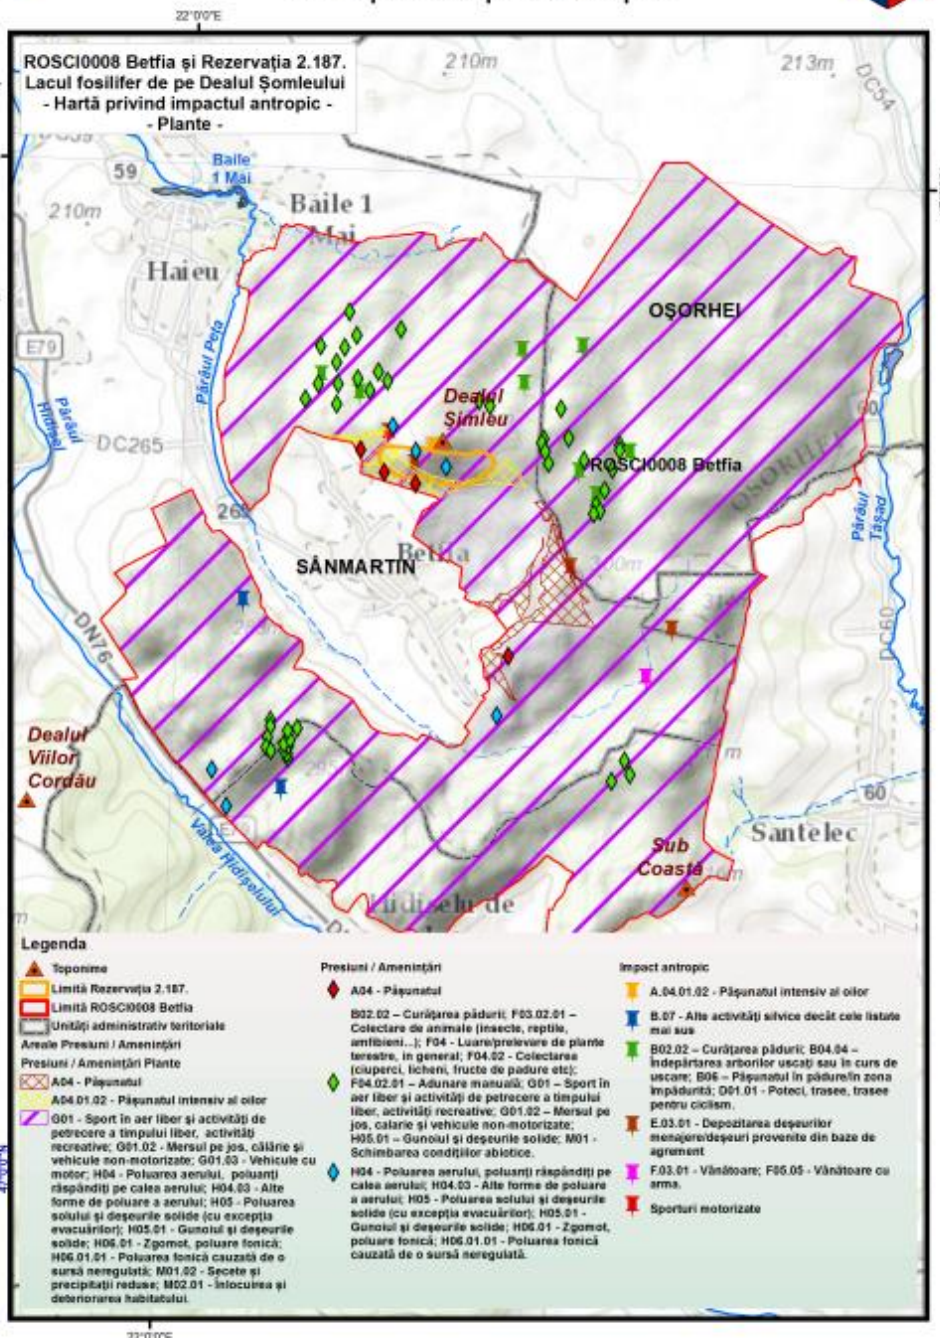 22°0'0"E
ROSCI0008 Betfia și Rezervația 2.187.
Lacul fosilifer de pe Dealul Șomleului
- Hartă privind impactul antropic -
- Plante -
210m
213m
DC54
DC59
59
Baile
1 Mai
210m
Baile 1
Mai
Haieu
OȘORHEI
E79
Pârâul Peța
Pârâul
Hidișel
DC265
Dealul
Șimleu
60
ROSCI0008 Betfia
OȘORHEI
Pârâul
Tășad
Betfia
SÂNMARTIN
300m
DC60
DN76
Dealul
Viilor
Cordău
m
60
Santelec
Sub
Coastă
Valea Hidișelului
Hidiselu de
Legenda
Toponime
Limită Rezervația 2.187.
Limită ROSCI0008 Betfia
Unități administrativ teritoriale
Areale Presiuni / Amenințări
Presiuni / Amenințări Plante
A04 - Pășunatul
A04.01.02 - Pășunatul intensiv al oilor
G01 - Sport în aer liber și activități de
petrecere a timpului liber, activități
recreative; G01.02 - Mersul pe jos, călărie și
vehicule non-motorizate; G01.03 - Vehicule cu
motor; H04 - Poluarea aerului, poluanți
răspândiți pe calea aerului; H04.03 - Alte
forme de poluare a aerului; H05 - Poluarea
solului și deșeurile solide (cu excepția
evacuărilor); H05.01 - Gunoiul și deșeurile
solide; H06.01 - Zgomot, poluare fonică;
H06.01.01 - Poluarea fonică cauzată de o
sursă neregulată; M01.02 - Secete și
precipitații reduse; M02.01 - Înlocuirea și
deteriorarea habitatului.
Presiuni / Amenințări
A04 - Pășunatul
B02.02 – Curățarea pădurii; F03.02.01 –
Colectare de animale (insecte, reptile,
amfibieni...); F04 - Luare/prelevare de plante
terestre, in general; F04.02 - Colectarea
(ciuperci, licheni, fructe de padure etc);
F04.02.01 – Adunare manuală; G01 – Sport în
aer liber și activități de petrecere a timpului
liber, activități recreative; G01.02 – Mersul pe
jos, calarie și vehicule non-motorizate;
H05.01 – Gunoiul și deșeurile solide; M01 -
Schimbarea condițiilor abiotice.
H04 - Poluarea aerului, poluanți răspândiți pe
calea aerului; H04.03 - Alte forme de poluare
a aerului; H05 - Poluarea solului și deșeurile
solide (cu excepția evacuărilor); H05.01 -
Gunoiul și deșeurile solide; H06.01 - Zgomot,
poluare fonică; H06.01.01 - Poluarea fonică
cauzată de o sursă neregulată.
Impact antropic
A.04.01.02 - Pășunatul intensiv al oilor
B.07 - Alte activități silvice decât cele listate
mai sus
B02.02 – Curățarea pădurii; B04.04 –
Îndepărtarea arborilor uscați sau în curs de
uscare; B06 – Pășunatul în pădure/în zona
împădurită; D01.01 - Poteci, trasee, trasee
pentru ciclism.
E.03.01 - Depozitarea deșeurilor
menajere/deșeuri provenite din baze de
agrement
F.03.01 - Vânătoare; F05.05 - Vânătoare cu
arma.
Sporturi motorizate
22°0'0"E